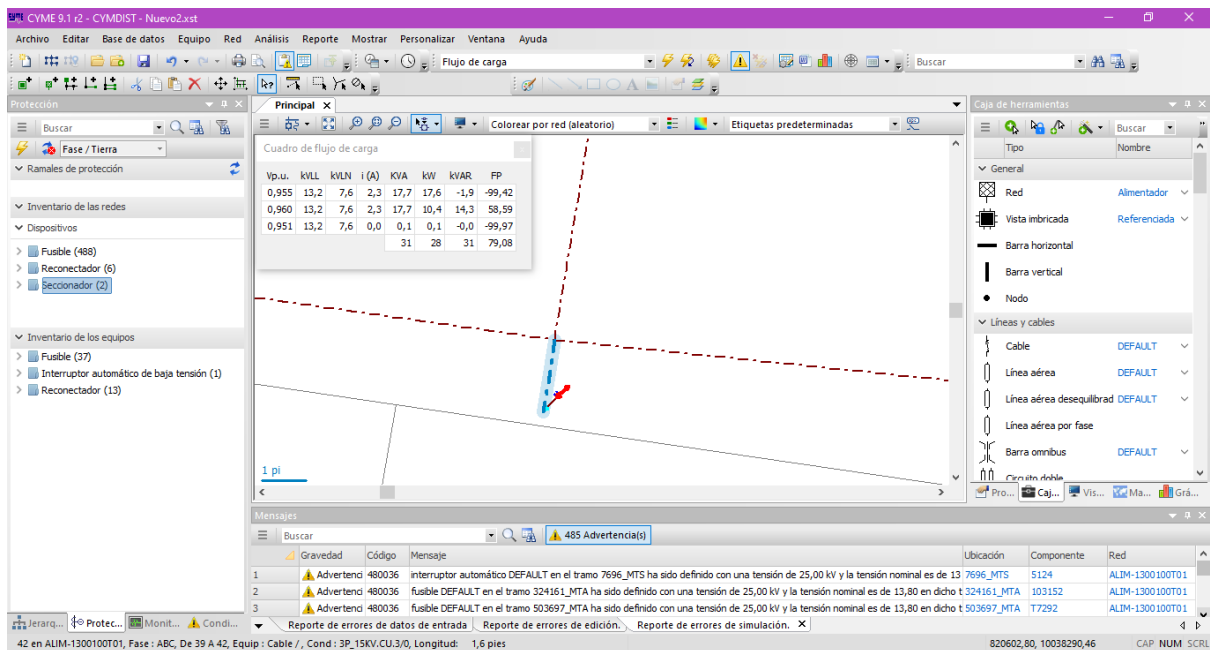 CYME 9.1 r2 - CYMDIST - Nuevo2.xst
Archivo Editar Base de datos Equipo Red Análisis Reporte Mostrar Personalizar Ventana Ayuda
Flujo de carga
Buscar
Protección
Buscar
Fase / Tierra
Ramales de protección
Inventario de las redes
Dispositivos
Fusible (488)
Reconectador (6)
Seccionador (2)
Inventario de los equipos
Fusible (37)
Interruptor automático de baja tensión (1)
Reconectador (13)
Jerarq... Protec... Monit... Condi...
Principal
Colorear por red (aleatorio)
Etiquetas predeterminadas
Cuadro de flujo de carga
Vp.u. kVLL kVLN i (A) KVA kW kVAR FP
0,955 13,2 7,6 2,3 17,7 17,6 -1,9 -99,42
0,960 13,2 7,6 2,3 17,7 10,4 14,3 58,59
0,951 13,2 7,6 0,0 0,1 0,1 -0,0 -99,97
31 28 31 79,08
1 pi
Caja de herramientas
Buscar
Tipo Nombre
General
Red Alimentador
Vista imbricada Referenciada
Barra horizontal
Barra vertical
Nodo
Líneas y cables
Cable DEFAULT
Línea aérea DEFAULT
Línea aérea desequilibrad DEFAULT
Línea aérea por fase
Barra omnibus DEFAULT
Circuito doble
Pro... Caj... Vis... Ma... Grá...
Mensajes
Buscar
485 Advertencia(s)
Gravedad Código Mensaje Ubicación Componente Red
1 Advertenci 480036 interruptor automático DEFAULT en el tramo 7696_MTS ha sido definido con una tensión de 25,00 kV y la tensión nominal es de 13 7696_MTS 5124 ALIM-1300100T01
2 Advertenci 480036 fusible DEFAULT en el tramo 324161_MTA ha sido definido con una tensión de 25,00 kV y la tensión nominal es de 13,80 en dicho t 324161_MTA 103152 ALIM-1300100T01
3 Advertenci 480036 fusible DEFAULT en el tramo 503697_MTA ha sido definido con una tensión de 25,00 kV y la tensión nominal es de 13,80 en dicho t 503697_MTA T7292 ALIM-1300100T01
Reporte de errores de datos de entrada Reporte de errores de edición. Reporte de errores de simulación.
42 en ALIM-1300100T01, Fase : ABC, De 39 A 42, Equip : Cable /, Cond : 3P_15KV.CU.3/0, Longitud: 1,6 pies
820602,80, 10038290,46
CAP NUM SCRL